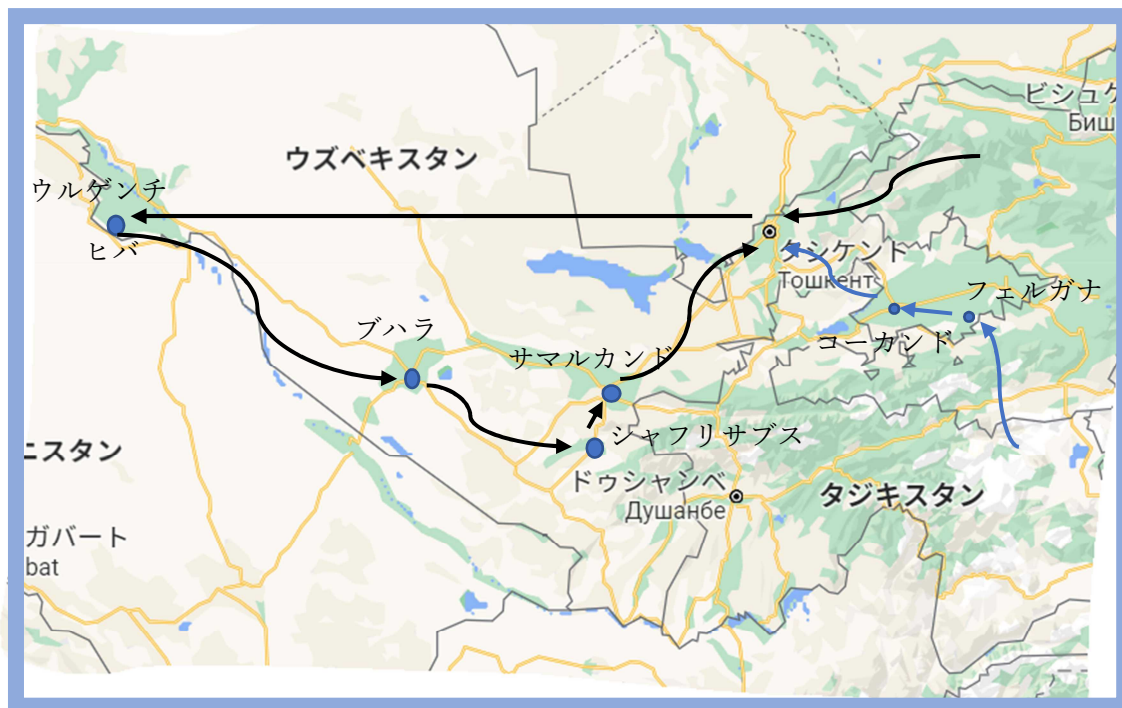 ビシュケ
Биш
ウズベキスタン
ウルゲンチ
ヒバ
タシケント
Тошкент
フェルガナ
コーカンド
ブハラ
サマルカンド
シャフリサブス
ニスタン
ドゥシャンベ
Душанбе
タジキスタン
ガバート
bat